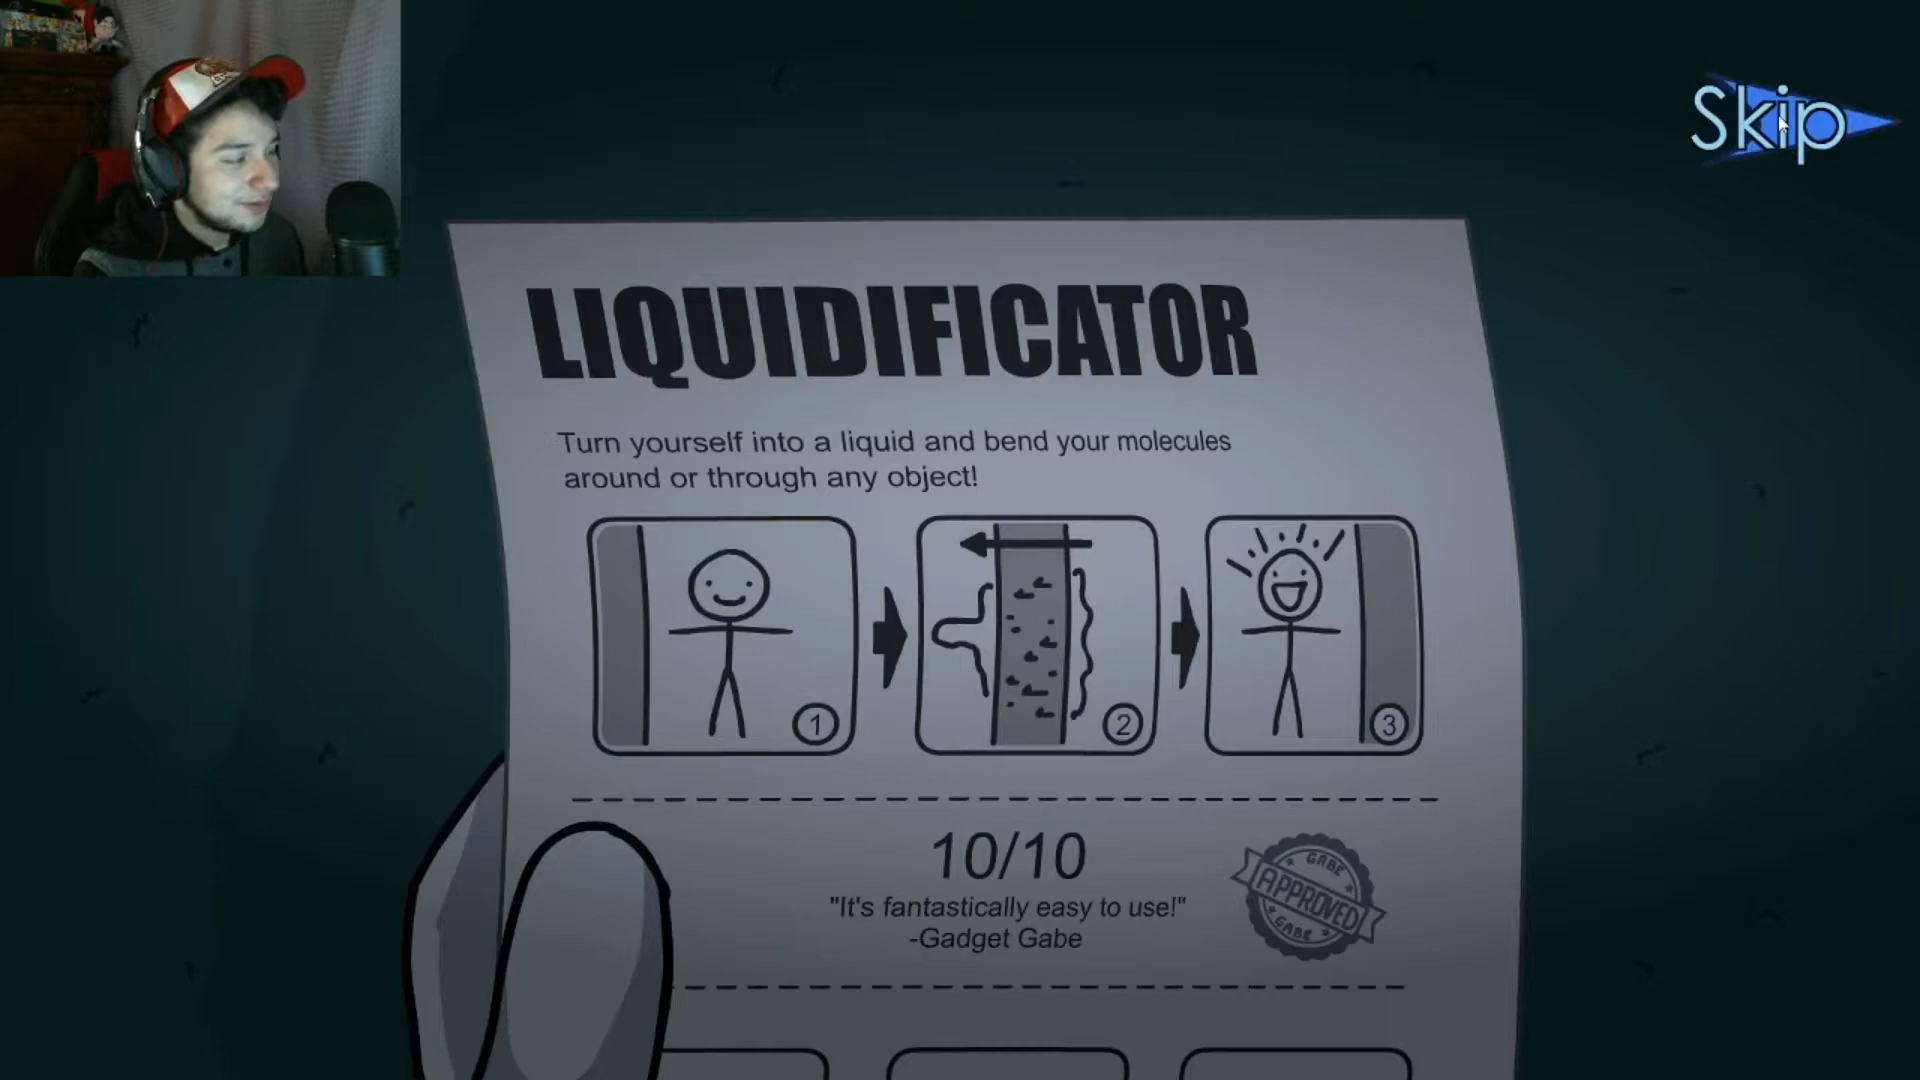 Skip
LIQUIDIFICATOR
Turn yourself into a liquid and bend your molecules
around or through any object!
1
2
3
10/10
"It's fantastically easy to use!"
-Gadget Gabe
GABE
APPROVED
GABE